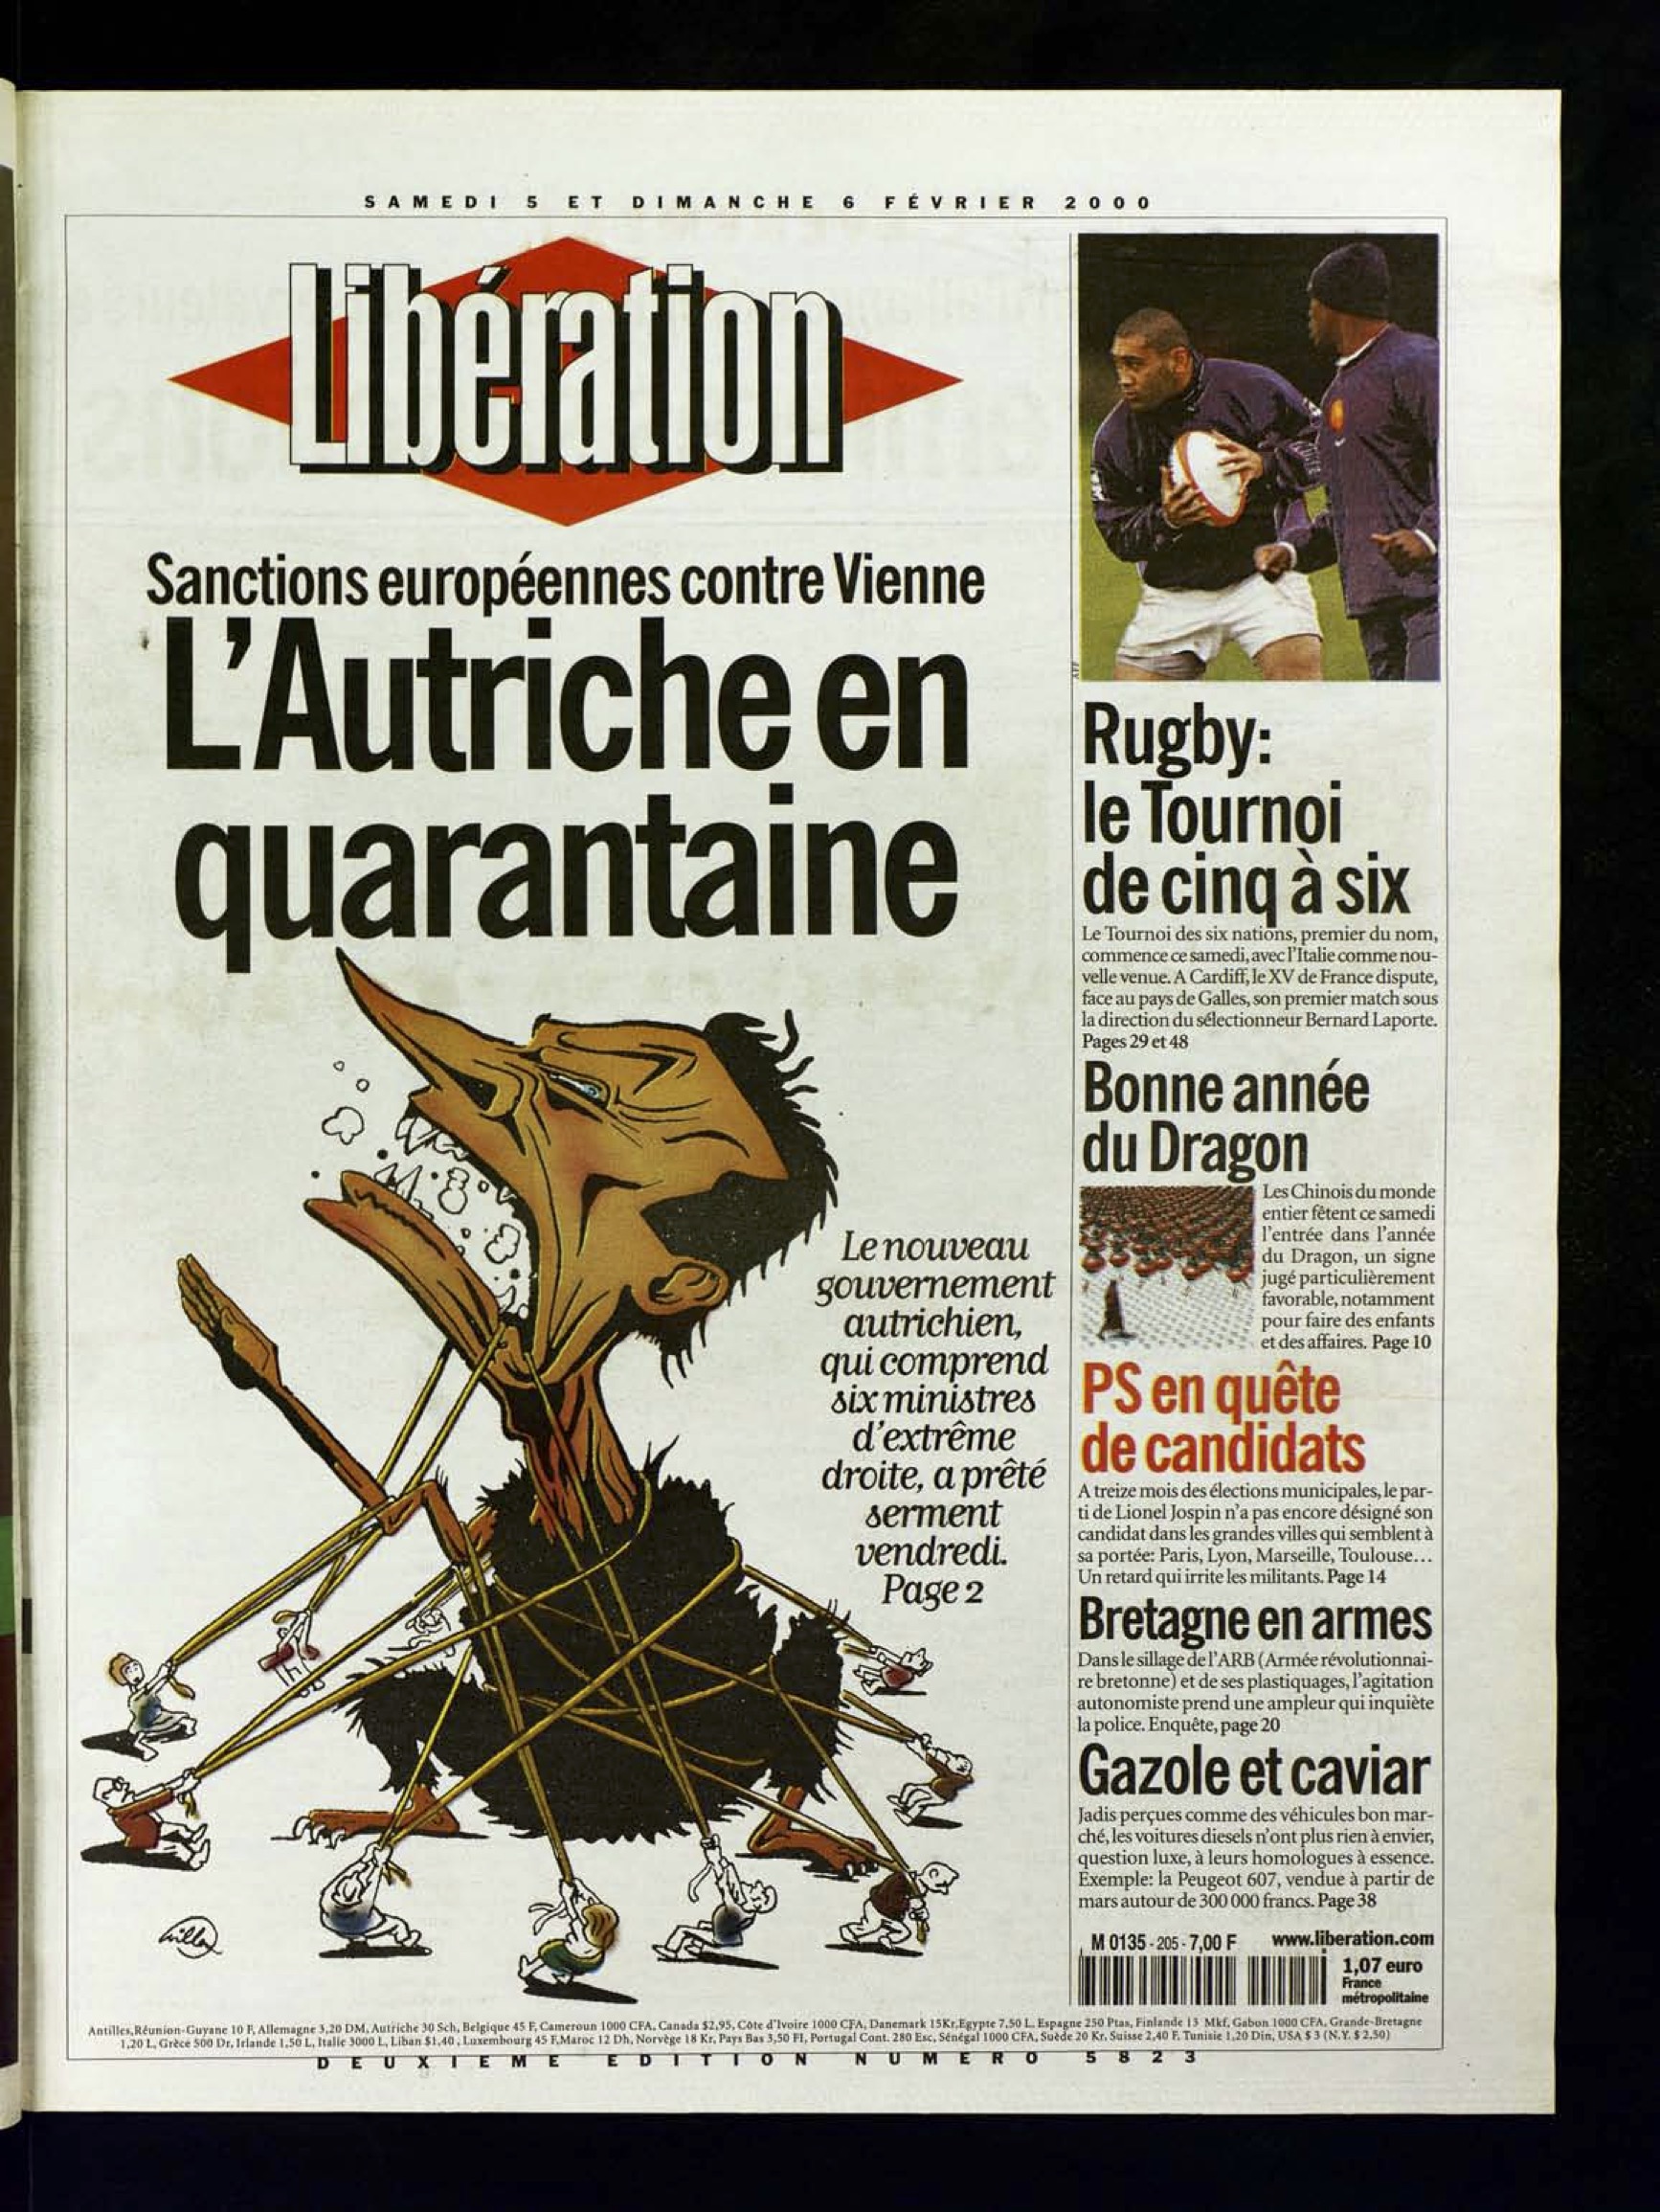 SAMEDI 5 ET DIMANCHE 6 FÉVRIER 2000
Libération
Sanctions européennes contre Vienne
L'Autriche en
quarantaine
Le nouveau
gouvernement
autrichien,
qui comprend
six ministres
d'extrême
droite, a prêté
serment
vendredi.
Page 2
AFP
Rugby:
le Tournoi
de cinq à six
Le Tournoi des six nations, premier du nom,
commence ce samedi, avec l'Italie comme nou-
velle venue. A Cardiff, le XV de France dispute,
face au pays de Galles, son premier match sous
la direction du sélectionneur Bernard Laporte.
Pages 29 et 48
Bonne année
du Dragon
Les Chinois du monde
entier fêtent ce samedi
l'entrée dans l'année
du Dragon, un signe
jugé particulièrement
favorable, notamment
pour faire des enfants
et des affaires. Page 10
PS en quête
de candidats
A treize mois des élections municipales, le par-
ti de Lionel Jospin n'a pas encore désigné son
candidat dans les grandes villes qui semblent à
sa portée: Paris, Lyon, Marseille, Toulouse...
Un retard qui irrite les militants. Page 14
Bretagne en armes
Dans le sillage de l'ARB (Armée révolutionnai-
re bretonne) et de ses plastiquages, l'agitation
autonomiste prend une ampleur qui inquiète
la police. Enquête, page 20
Gazole et caviar
Jadis perçues comme des véhicules bon mar-
ché, les voitures diesels n'ont plus rien à envier,
question luxe, à leurs homologues à essence.
Exemple: la Peugeot 607, vendue à partir de
mars autour de 300 000 francs. Page 38
M 0135 - 205 - 7,00 F www.liberation.com
1,07 euro
France
métropolitaine
Willem
Antilles, Réunion-Guyane 10 F, Allemagne 3,20 DM, Autriche 30 Sch, Belgique 45 F, Cameroun 1000 CFA, Canada $2,95, Côte d'Ivoire 1000 CFA, Danemark 15Kr, Egypte 7,50 L, Espagne 250 Ptas, Finlande 13 Mkf, Gabon 1000 CFA, Grande-Bretagne
1,20 L, Grèce 500 Dr, Irlande 1,50 L, Italie 3000 L, Liban $1,40, Luxembourg 45 F, Maroc 12 Dh, Norvège 18 Kr, Pays Bas 3,50 Fl, Portugal Cont. 280 Esc, Sénégal 1000 CFA, Suède 20 Kr, Suisse 2,40 F, Tunisie 1,20 Din, USA $ 3 (N.Y. $ 2,50)
DEUXIEME EDITION NUMERO 5823